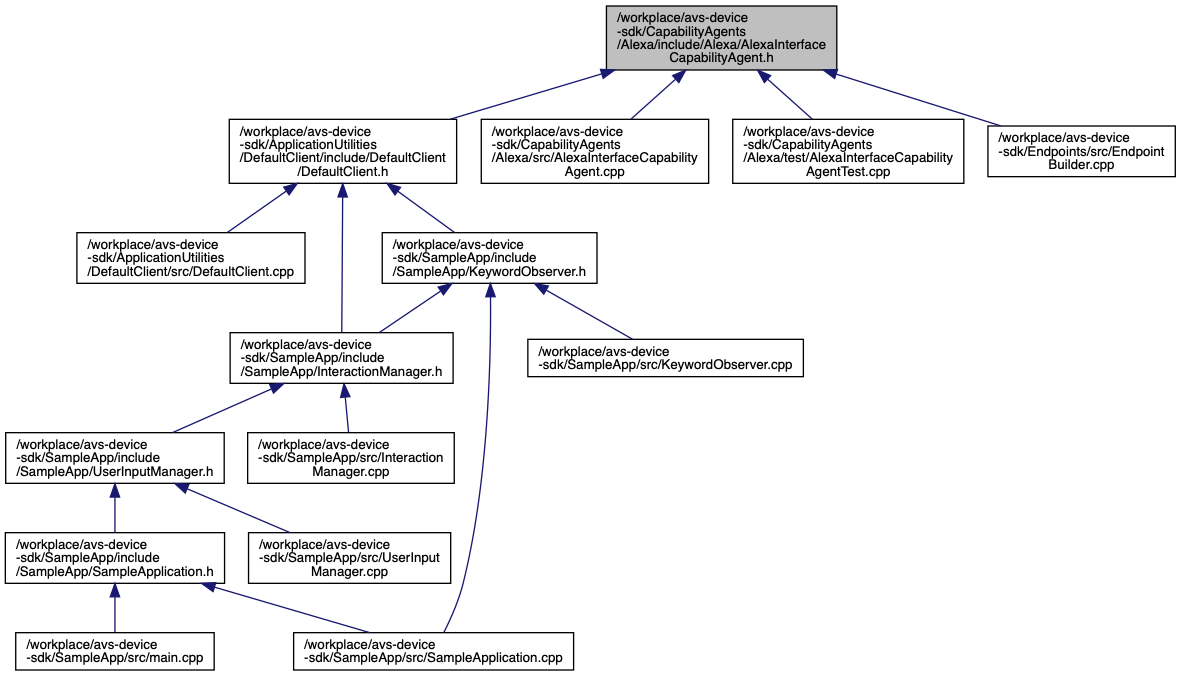 /workplace/avs-device
-sdk/CapabilityAgents
/Alexa/include/Alexa/AlexaInterface
CapabilityAgent.h
/workplace/avs-device
-sdk/ApplicationUtilities
/DefaultClient/include/DefaultClient
/DefaultClient.h
/workplace/avs-device
-sdk/CapabilityAgents
/Alexa/src/AlexaInterfaceCapability
Agent.cpp
/workplace/avs-device
-sdk/CapabilityAgents
/Alexa/test/AlexaInterfaceCapability
AgentTest.cpp
/workplace/avs-device
-sdk/Endpoints/src/Endpoint
Builder.cpp
/workplace/avs-device
-sdk/ApplicationUtilities
/DefaultClient/src/DefaultClient.cpp
/workplace/avs-device
-sdk/SampleApp/include
/SampleApp/KeywordObserver.h
/workplace/avs-device
-sdk/SampleApp/include
/SampleApp/InteractionManager.h
/workplace/avs-device
-sdk/SampleApp/src/KeywordObserver.cpp
/workplace/avs-device
-sdk/SampleApp/include
/SampleApp/UserInputManager.h
/workplace/avs-device
-sdk/SampleApp/src/Interaction
Manager.cpp
/workplace/avs-device
-sdk/SampleApp/include
/SampleApp/SampleApplication.h
/workplace/avs-device
-sdk/SampleApp/src/UserInput
Manager.cpp
/workplace/avs-device
-sdk/SampleApp/src/main.cpp
/workplace/avs-device
-sdk/SampleApp/src/SampleApplication.cpp